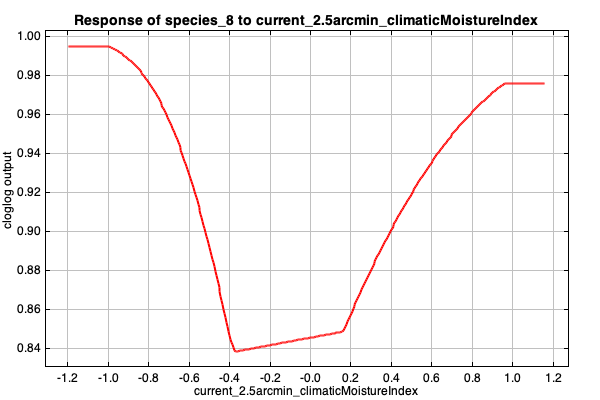 Response of species_8 to current_2.5arcmin_climaticMoistureIndex
1.00
0.98
0.96
0.94
0.92
0.90
0.88
0.86
0.84
cloglog output
-1.2 -1.0 -0.8 -0.6 -0.4 -0.2 -0.0 0.2 0.4 0.6 0.8 1.0 1.2
current_2.5arcmin_climaticMoistureIndex